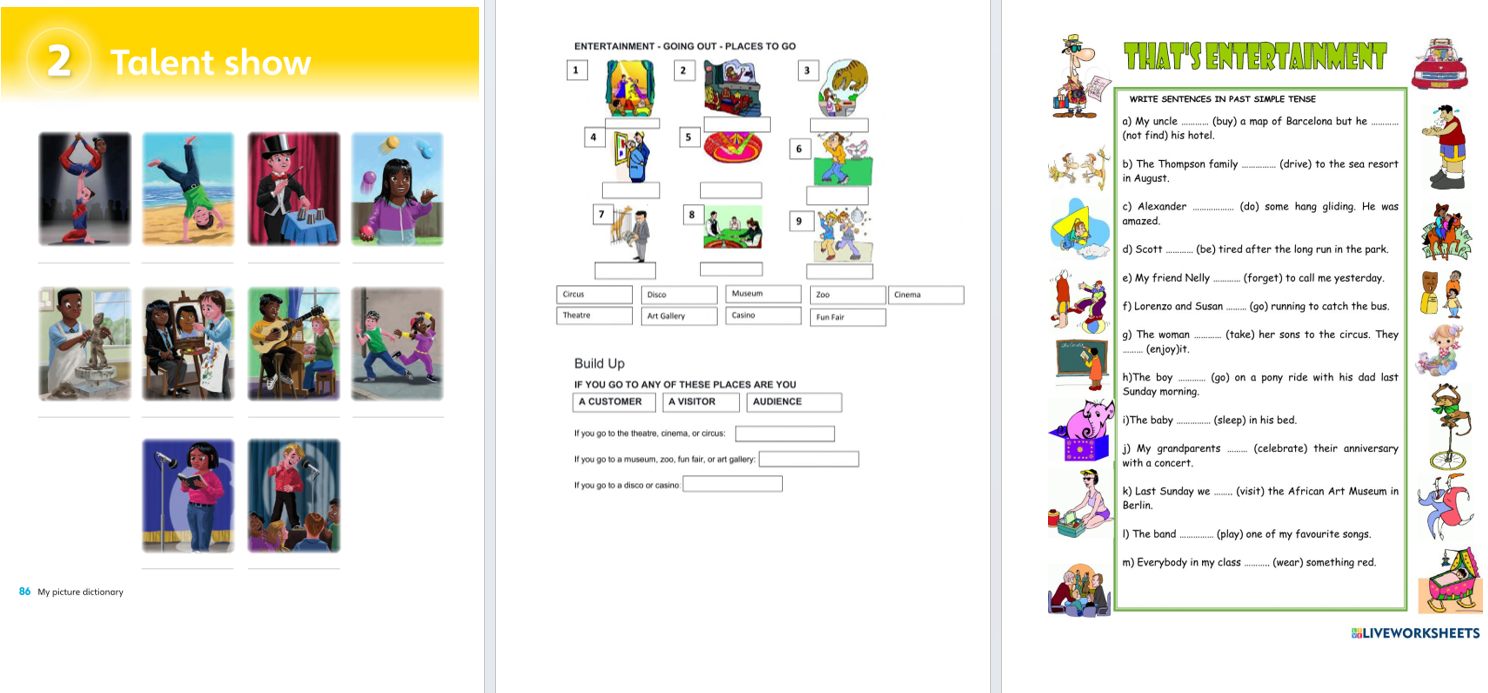 2 Talent show
86 My picture dictionary
ENTERTAINMENT - GOING OUT - PLACES TO GO
1 2 3
4 5 6
7 8 9
Circus Disco Museum Zoo Cinema
Theatre Art Gallery Casino Fun Fair
Build Up
IF YOU GO TO ANY OF THESE PLACES ARE YOU
A CUSTOMER A VISITOR AUDIENCE
If you go to the theatre, cinema, or circus:
If you go to a museum, zoo, fun fair, or art gallery:
If you go to a disco or casino:
THAT'S ENTERTAINMENT
WRITE SENTENCES IN PAST SIMPLE TENSE
a) My uncle ........... (buy) a map of Barcelona but he ...........
(not find) his hotel.
b) The Thompson family .............. (drive) to the sea resort
in August.
c) Alexander ................. (do) some hang gliding. He was
amazed.
d) Scott ........... (be) tired after the long run in the park.
e) My friend Nelly ........... (forget) to call me yesterday.
f) Lorenzo and Susan ........ (go) running to catch the bus.
g) The woman ........... (take) her sons to the circus. They
........ (enjoy)it.
h)The boy ........... (go) on a pony ride with his dad last
Sunday morning.
i)The baby .............. (sleep) in his bed.
j) My grandparents ........ (celebrate) their anniversary
with a concert.
k) Last Sunday we ........ (visit) the African Art Museum in
Berlin.
l) The band .............. (play) one of my favourite songs.
m) Everybody in my class .......... (wear) something red.
LIVEWORKSHEETS